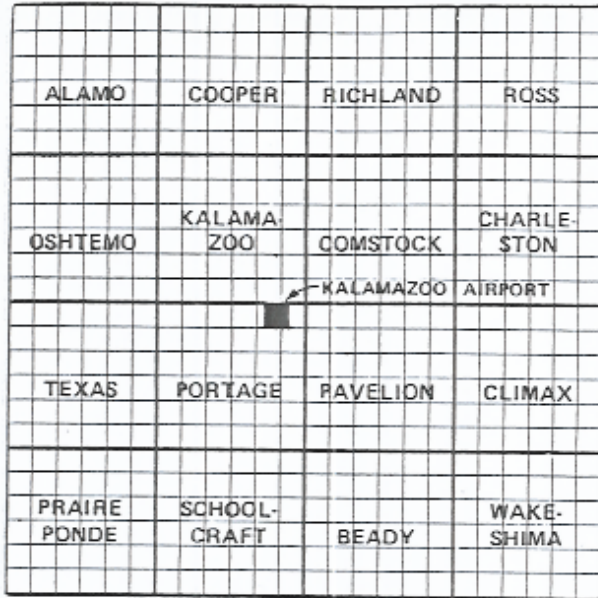 ALAMO COOPER RICHLAND ROSS
OSHTEMO
KALAMA-
ZOO
COMSTOCK
CHARLE-
STON
KALAMAZOO AIRPORT
TEXAS PORTAGE PAVELION CLIMAX
PRAIRE
PONDE
SCHOOL-
CRAFT
BEADY
WAKE-
SHIMA